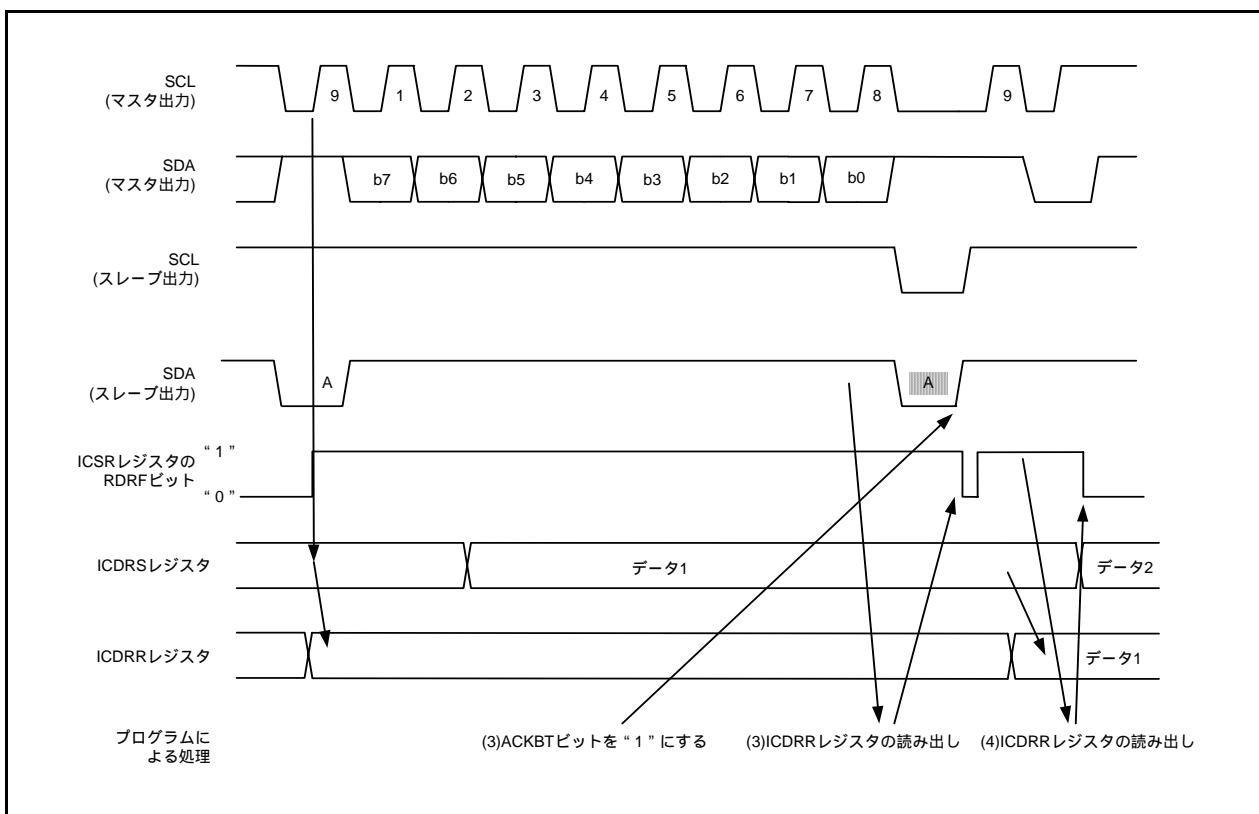 SCL
(マスタ出力)
9 1 2 3 4 5 6 7 8 9
SDA
(マスタ出力)
b7 b6 b5 b4 b3 b2 b1 b0
SCL
(スレーブ出力)
SDA
(スレーブ出力)
A A
ICSRレジスタの
RDRFビット
“1”
“0”
ICDRSレジスタ
データ1 データ2
ICDRRレジスタ
データ1
プログラムに
よる処理
(3)ACKBTビットを“1”にする (3)ICDRRレジスタの読み出し (4)ICDRRレジスタの読み出し